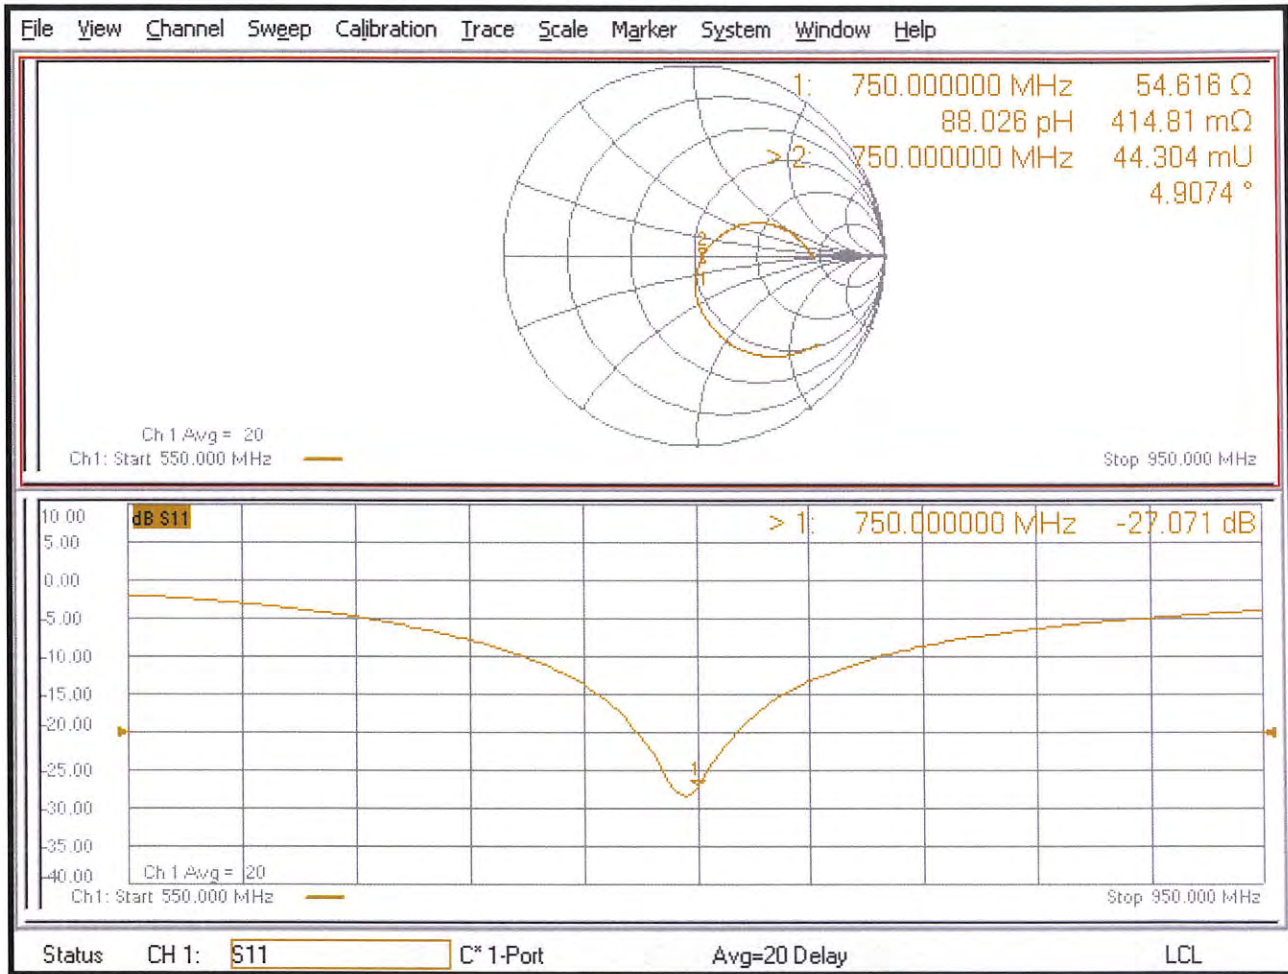 File View Channel Sweep Calibration Trace Scale Marker System Window Help
1: 750.000000 MHz 54.616 Ω
88.026 pH 414.81 mΩ
> 2: 750.000000 MHz 44.304 mU
4.9074 °
Ch 1 Avg = 20
Ch1: Start 550.000 MHz
Stop 950.000 MHz
dB S11
> 1: 750.000000 MHz -27.071 dB
10.00
5.00
0.00
-5.00
-10.00
-15.00
-20.00
-25.00
1
-30.00
-35.00
-40.00
Ch 1 Avg = 20
Ch1: Start 550.000 MHz
Stop 950.000 MHz
Status CH 1: S11 C* 1-Port Avg=20 Delay LCL